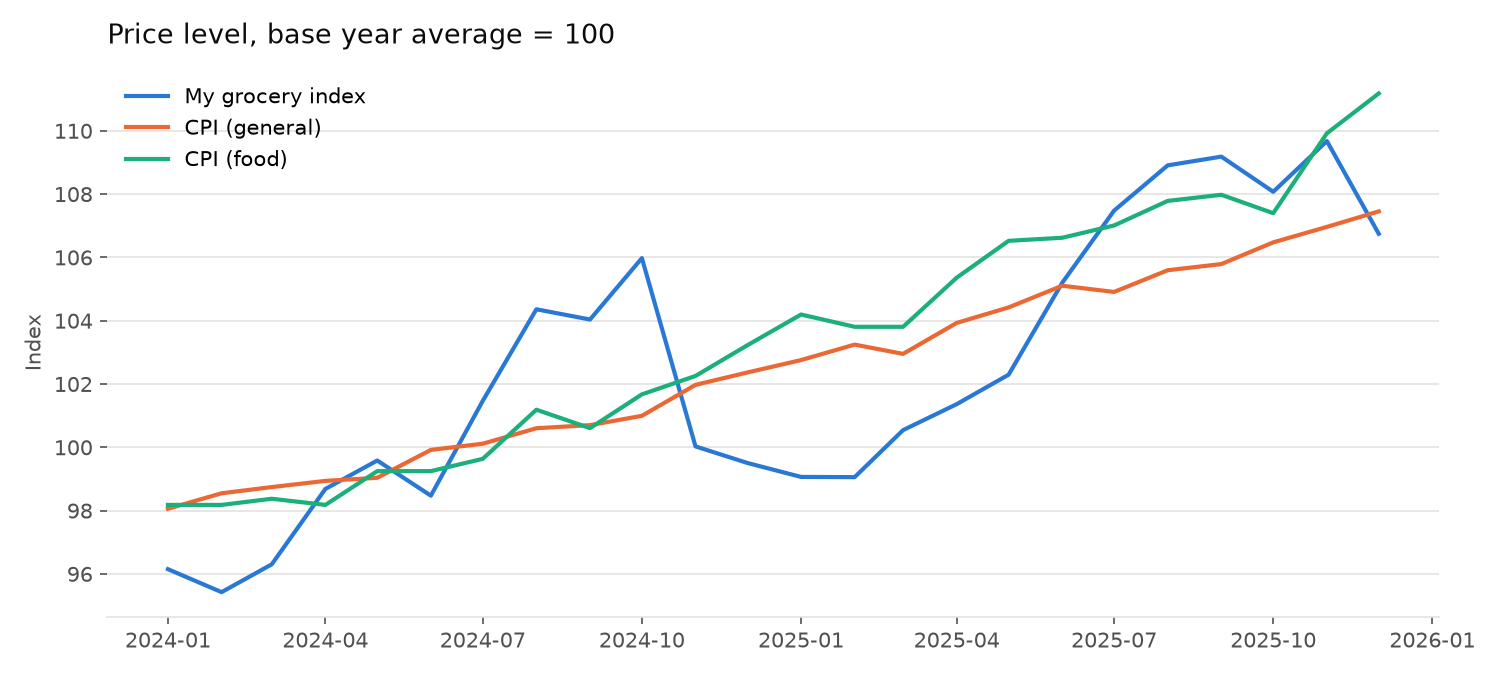 Price level, base year average = 100
My grocery index
CPI (general)
CPI (food)
110
108
106
104
102
100
98
96
Index
2024-01 2024-04 2024-07 2024-10 2025-01 2025-04 2025-07 2025-10 2026-01